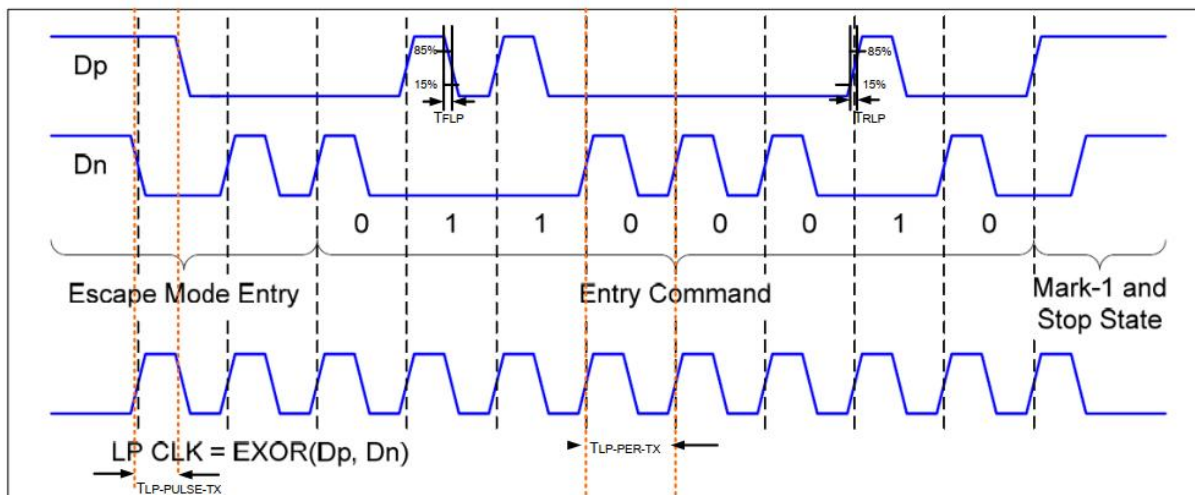 Dp
85%
15%
TFLP
85%
15%
TRLP
Dn
0 1 1 0 0 0 1 0
Escape Mode Entry
Entry Command
Mark-1 and
Stop State
LP CLK = EXOR(Dp, Dn)
TLP-PER-TX
TLP-PULSE-TX